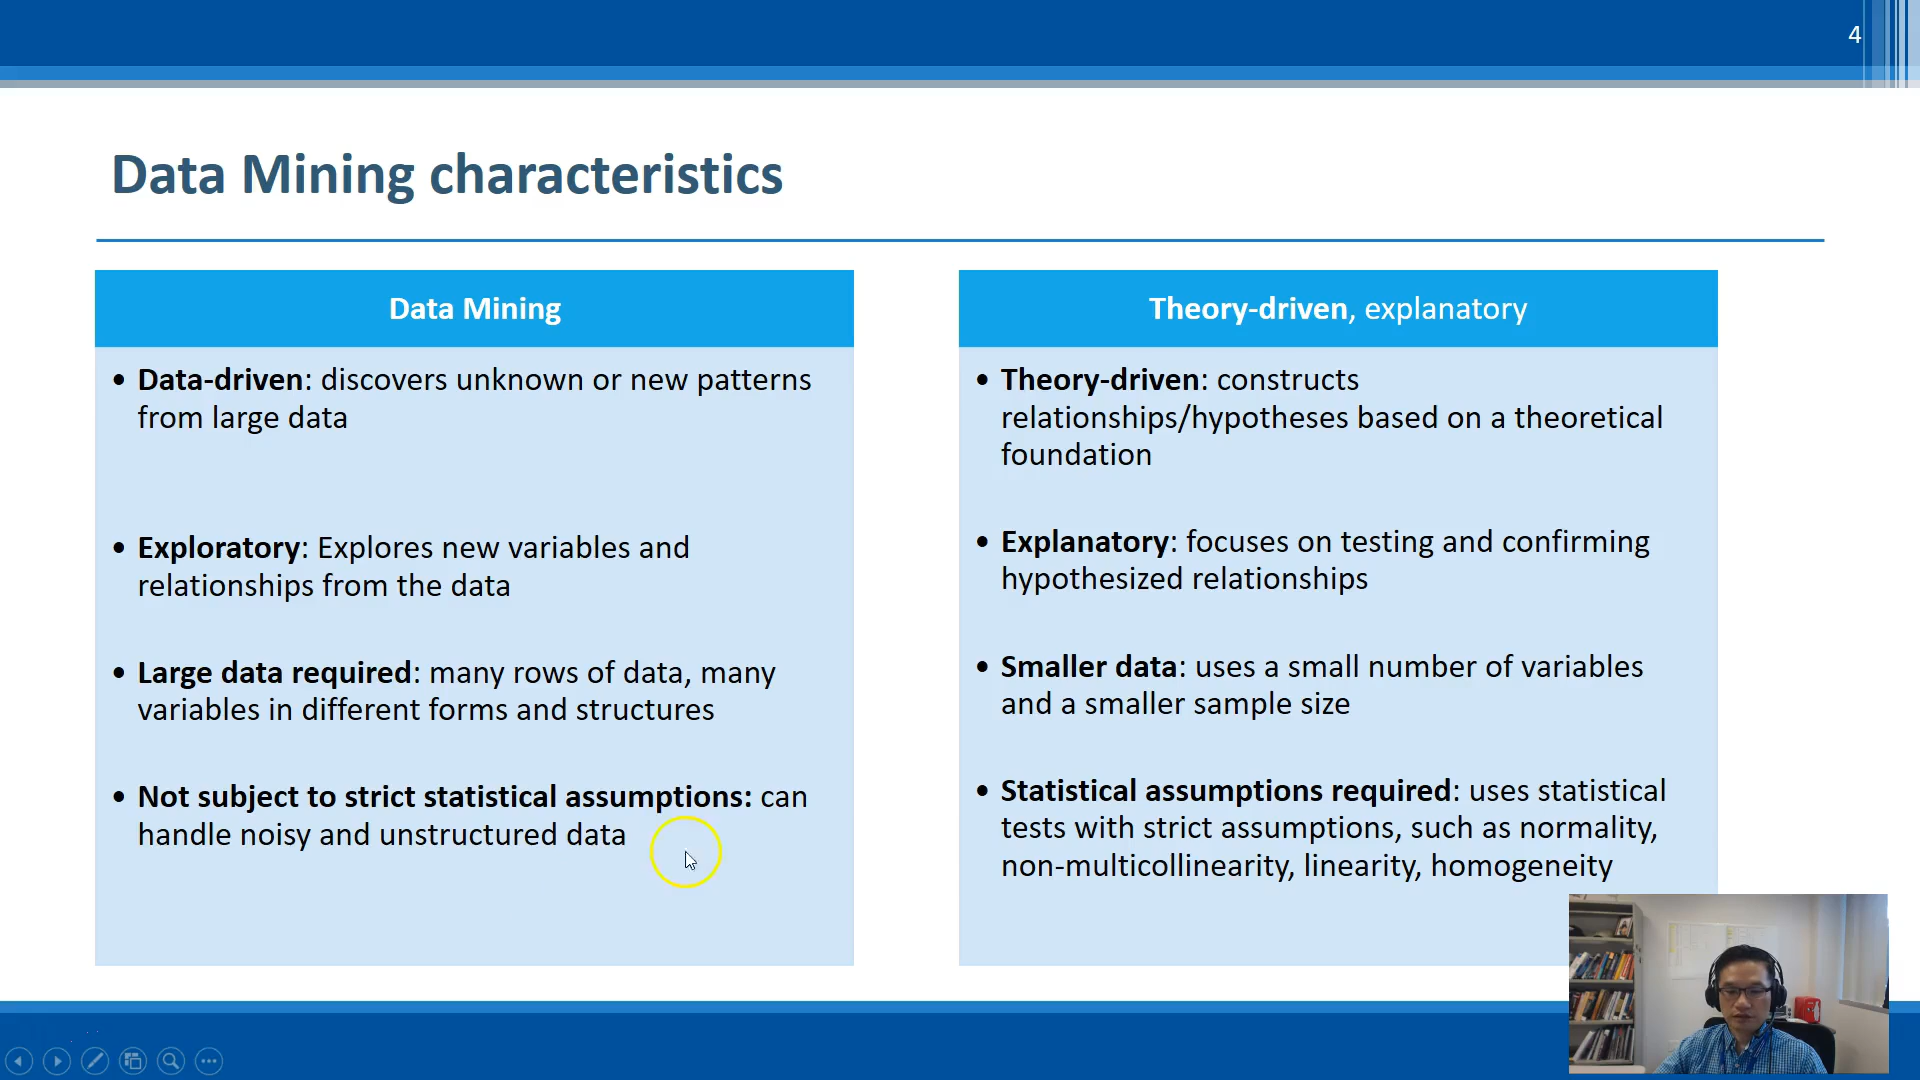 4
Data Mining characteristics
Data Mining
• Data-driven: discovers unknown or new patterns
from large data
• Exploratory: Explores new variables and
relationships from the data
• Large data required: many rows of data, many
variables in different forms and structures
• Not subject to strict statistical assumptions: can
handle noisy and unstructured data
Theory-driven, explanatory
• Theory-driven: constructs
relationships/hypotheses based on a theoretical
foundation
• Explanatory: focuses on testing and confirming
hypothesized relationships
• Smaller data: uses a small number of variables
and a smaller sample size
• Statistical assumptions required: uses statistical
tests with strict assumptions, such as normality,
non-multicollinearity, linearity, homogeneity